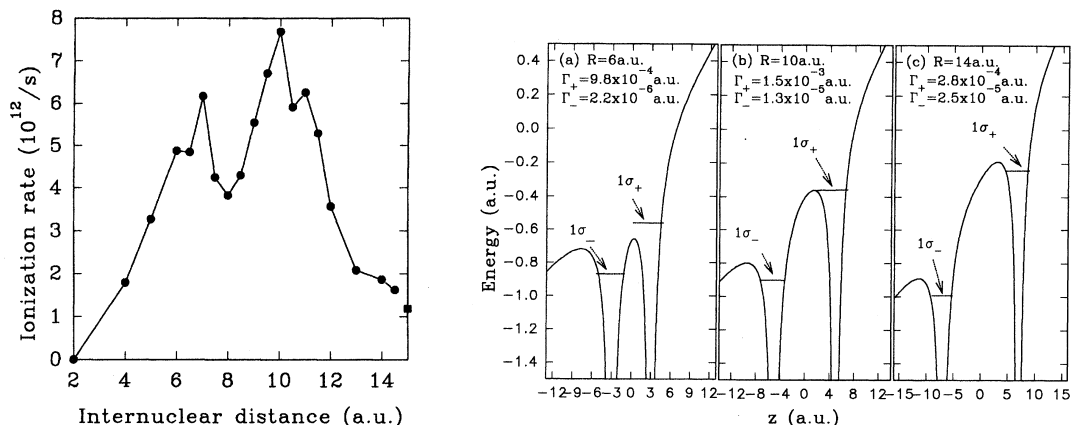 Ionization rate (10^12/s)
8
7
6
5
4
3
2
1
0
2 4 6 8 10 12 14
Internuclear distance (a.u.)
Energy (a.u.)
0.4
0.2
0.0
−0.2
−0.4
−0.6
−0.8
−1.0
−1.2
−1.4
(a) R=6a.u.
Γ+=9.8x10^−4 a.u.
Γ−=2.2x10^−6 a.u.
1σ+
1σ−
−12−9−6−3 0 3 6 9 12
(b) R=10a.u.
Γ+=1.5x10^−3 a.u.
Γ−=1.3x10^−5 a.u.
1σ+
1σ−
−12 −8 −4 0 4 8 12
(c) R=14a.u.
Γ+=2.8x10^−4 a.u.
Γ−=2.5x10^−5 a.u.
1σ+
1σ−
−15−10−5 0 5 10 15
z (a.u.)